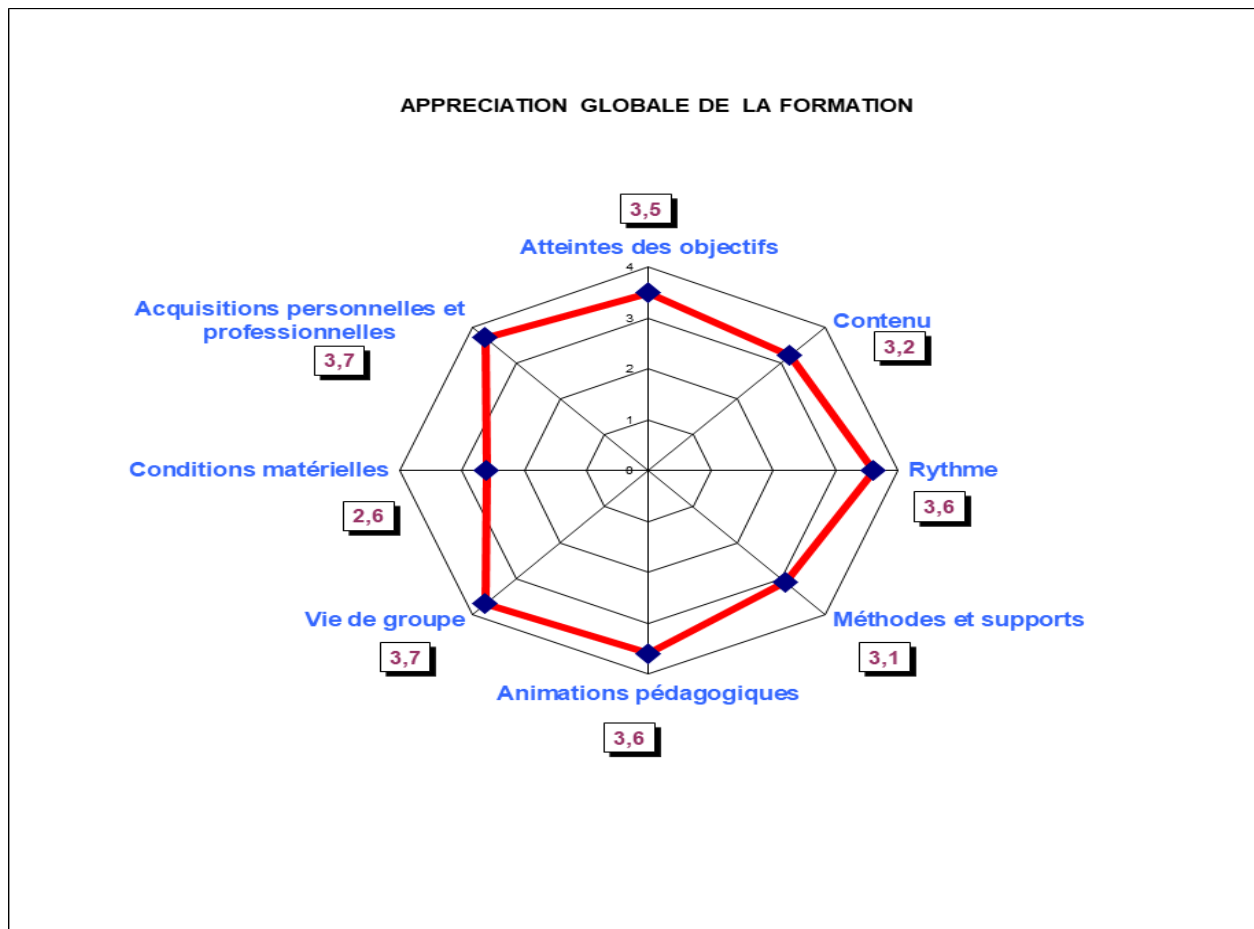 APPRECIATION GLOBALE DE LA FORMATION
3,5
Atteintes des objectifs
4
3
2
1
0
Contenu
3,2
Rythme
3,6
Méthodes et supports
3,1
Animations pédagogiques
3,6
Vie de groupe
3,7
Conditions matérielles
2,6
Acquisitions personnelles et
professionnelles
3,7